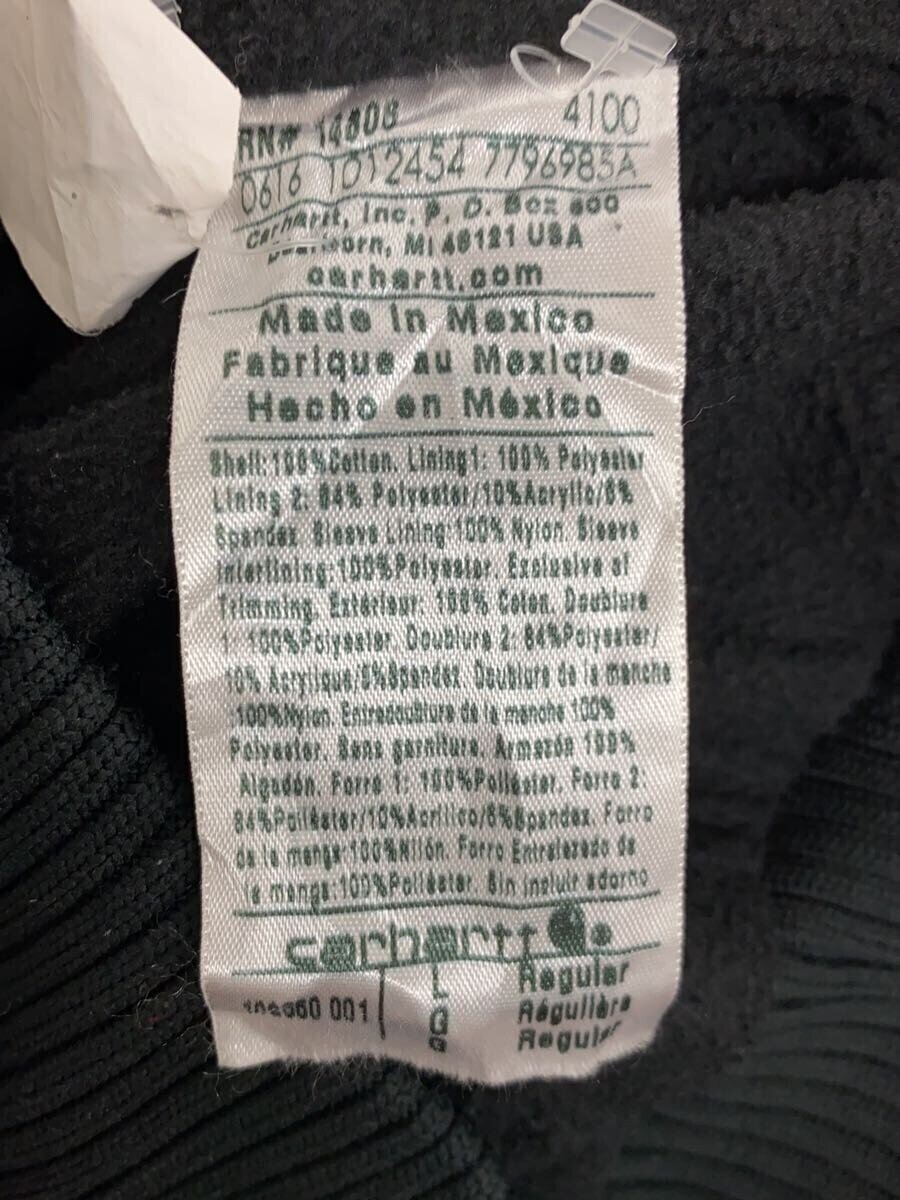 RN# 14806 4100
0616 1012454 7796985A
Carhartt, Inc. P. O. Box 600
Dearborn, MI 48121 USA
carhartt.com
Made in Mexico
Fabriqué au Mexique
Hecho en México
Shell:100%Cotton. Lining1: 100% Polyester
Lining 2: 84% Polyester/10%Acrylic/6%
Spandex. Sleeve Lining:100% Nylon. Sleeve
Interlining:100%Polyester. Exclusive of
Trimming. Extérieur: 100% Coton. Doublure
1: 100%Polyester. Doublure 2: 84%Polyester/
10% Acrylique/6%Spandex. Doublure de la manche
100%Nylon. Entredoublure de la manche 100%
Polyester. Sans garniture. Armazón 100%
Algodón. Forro 1: 100%Poliéster. Forro 2:
84%Poliéster/10%Acrílico/6%Spandex. Forro
de la manga:100%Nilón. Forro Entrelazado de
la manga:100%Poliéster. Sin incluir adorno
carhartt
001 L Regular
G Régulière
G Regular